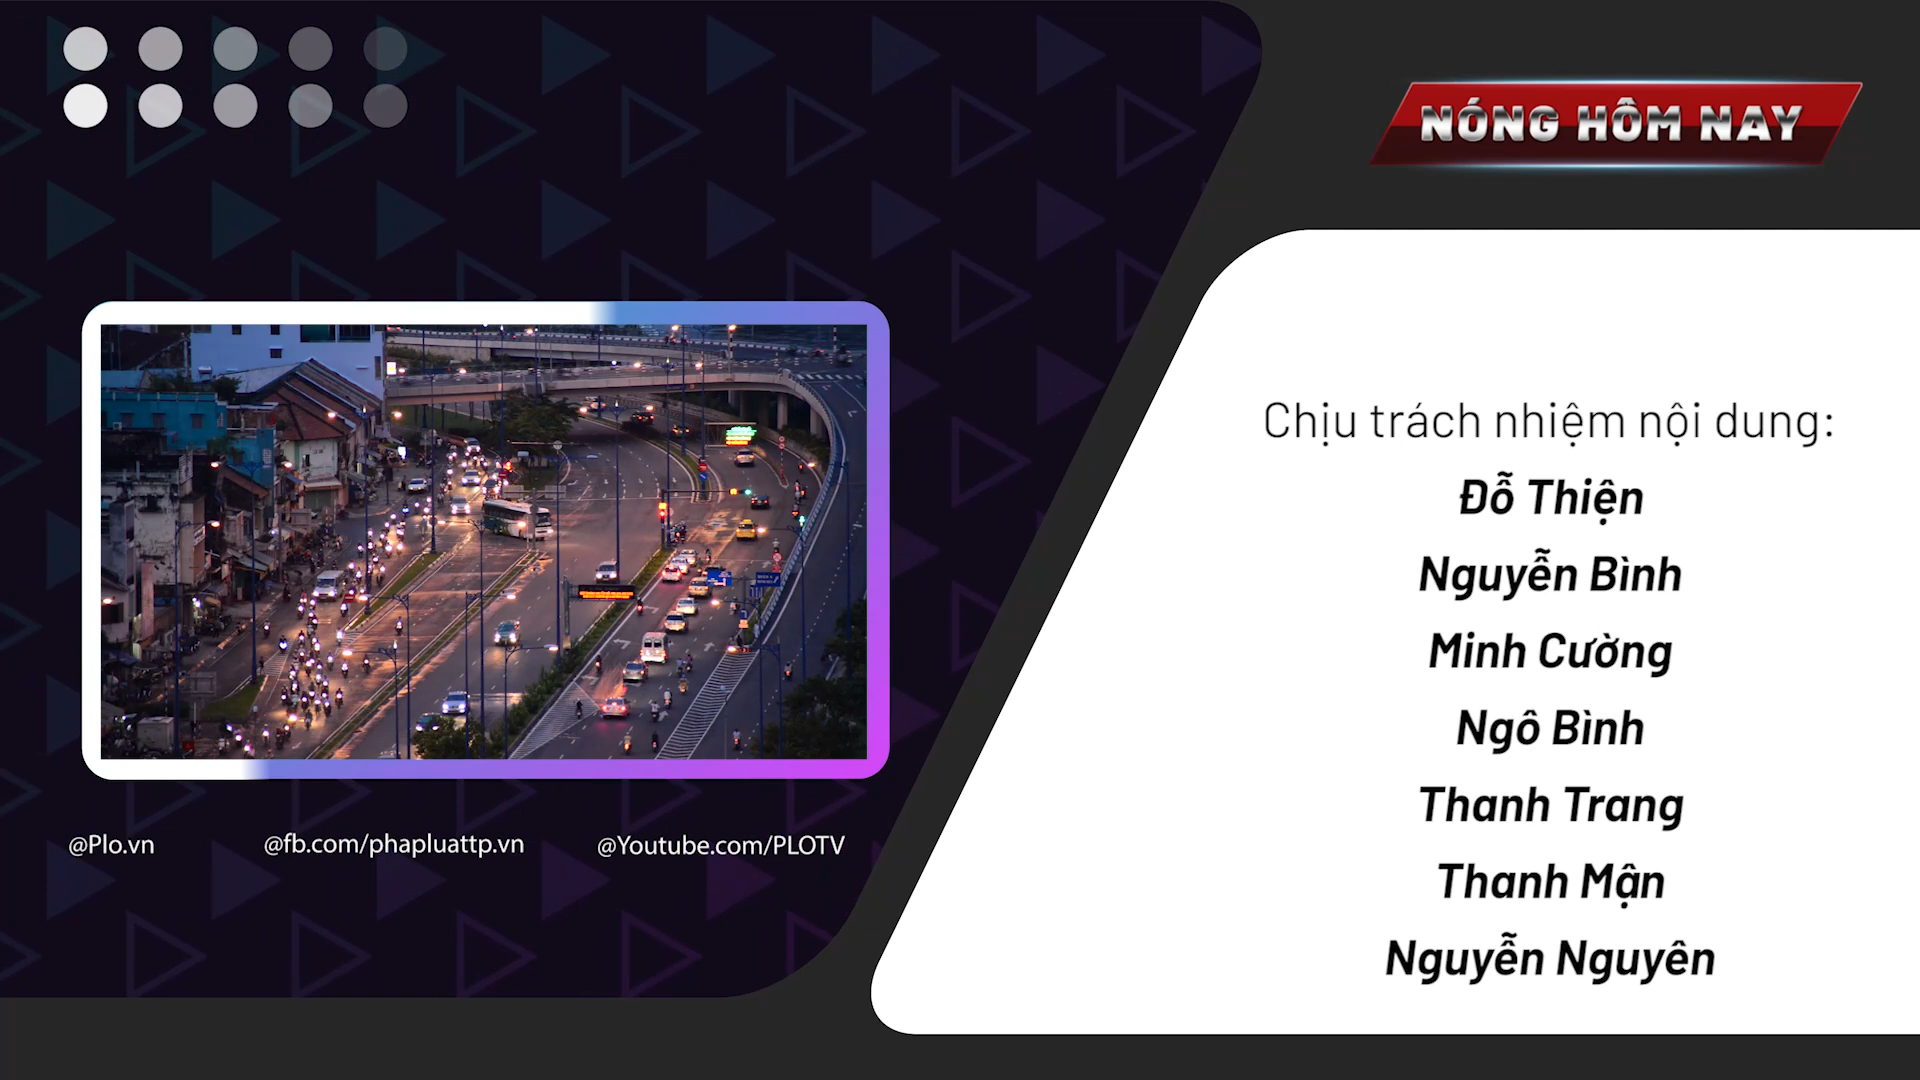 NÓNG HÔM NAY
Chịu trách nhiệm nội dung:
Đỗ Thiện
Nguyễn Bình
Minh Cường
Ngô Bình
Thanh Trang
Thanh Mận
Nguyễn Nguyên
@Plo.vn
@fb.com/phapluattp.vn
@Youtube.com/PLOTV